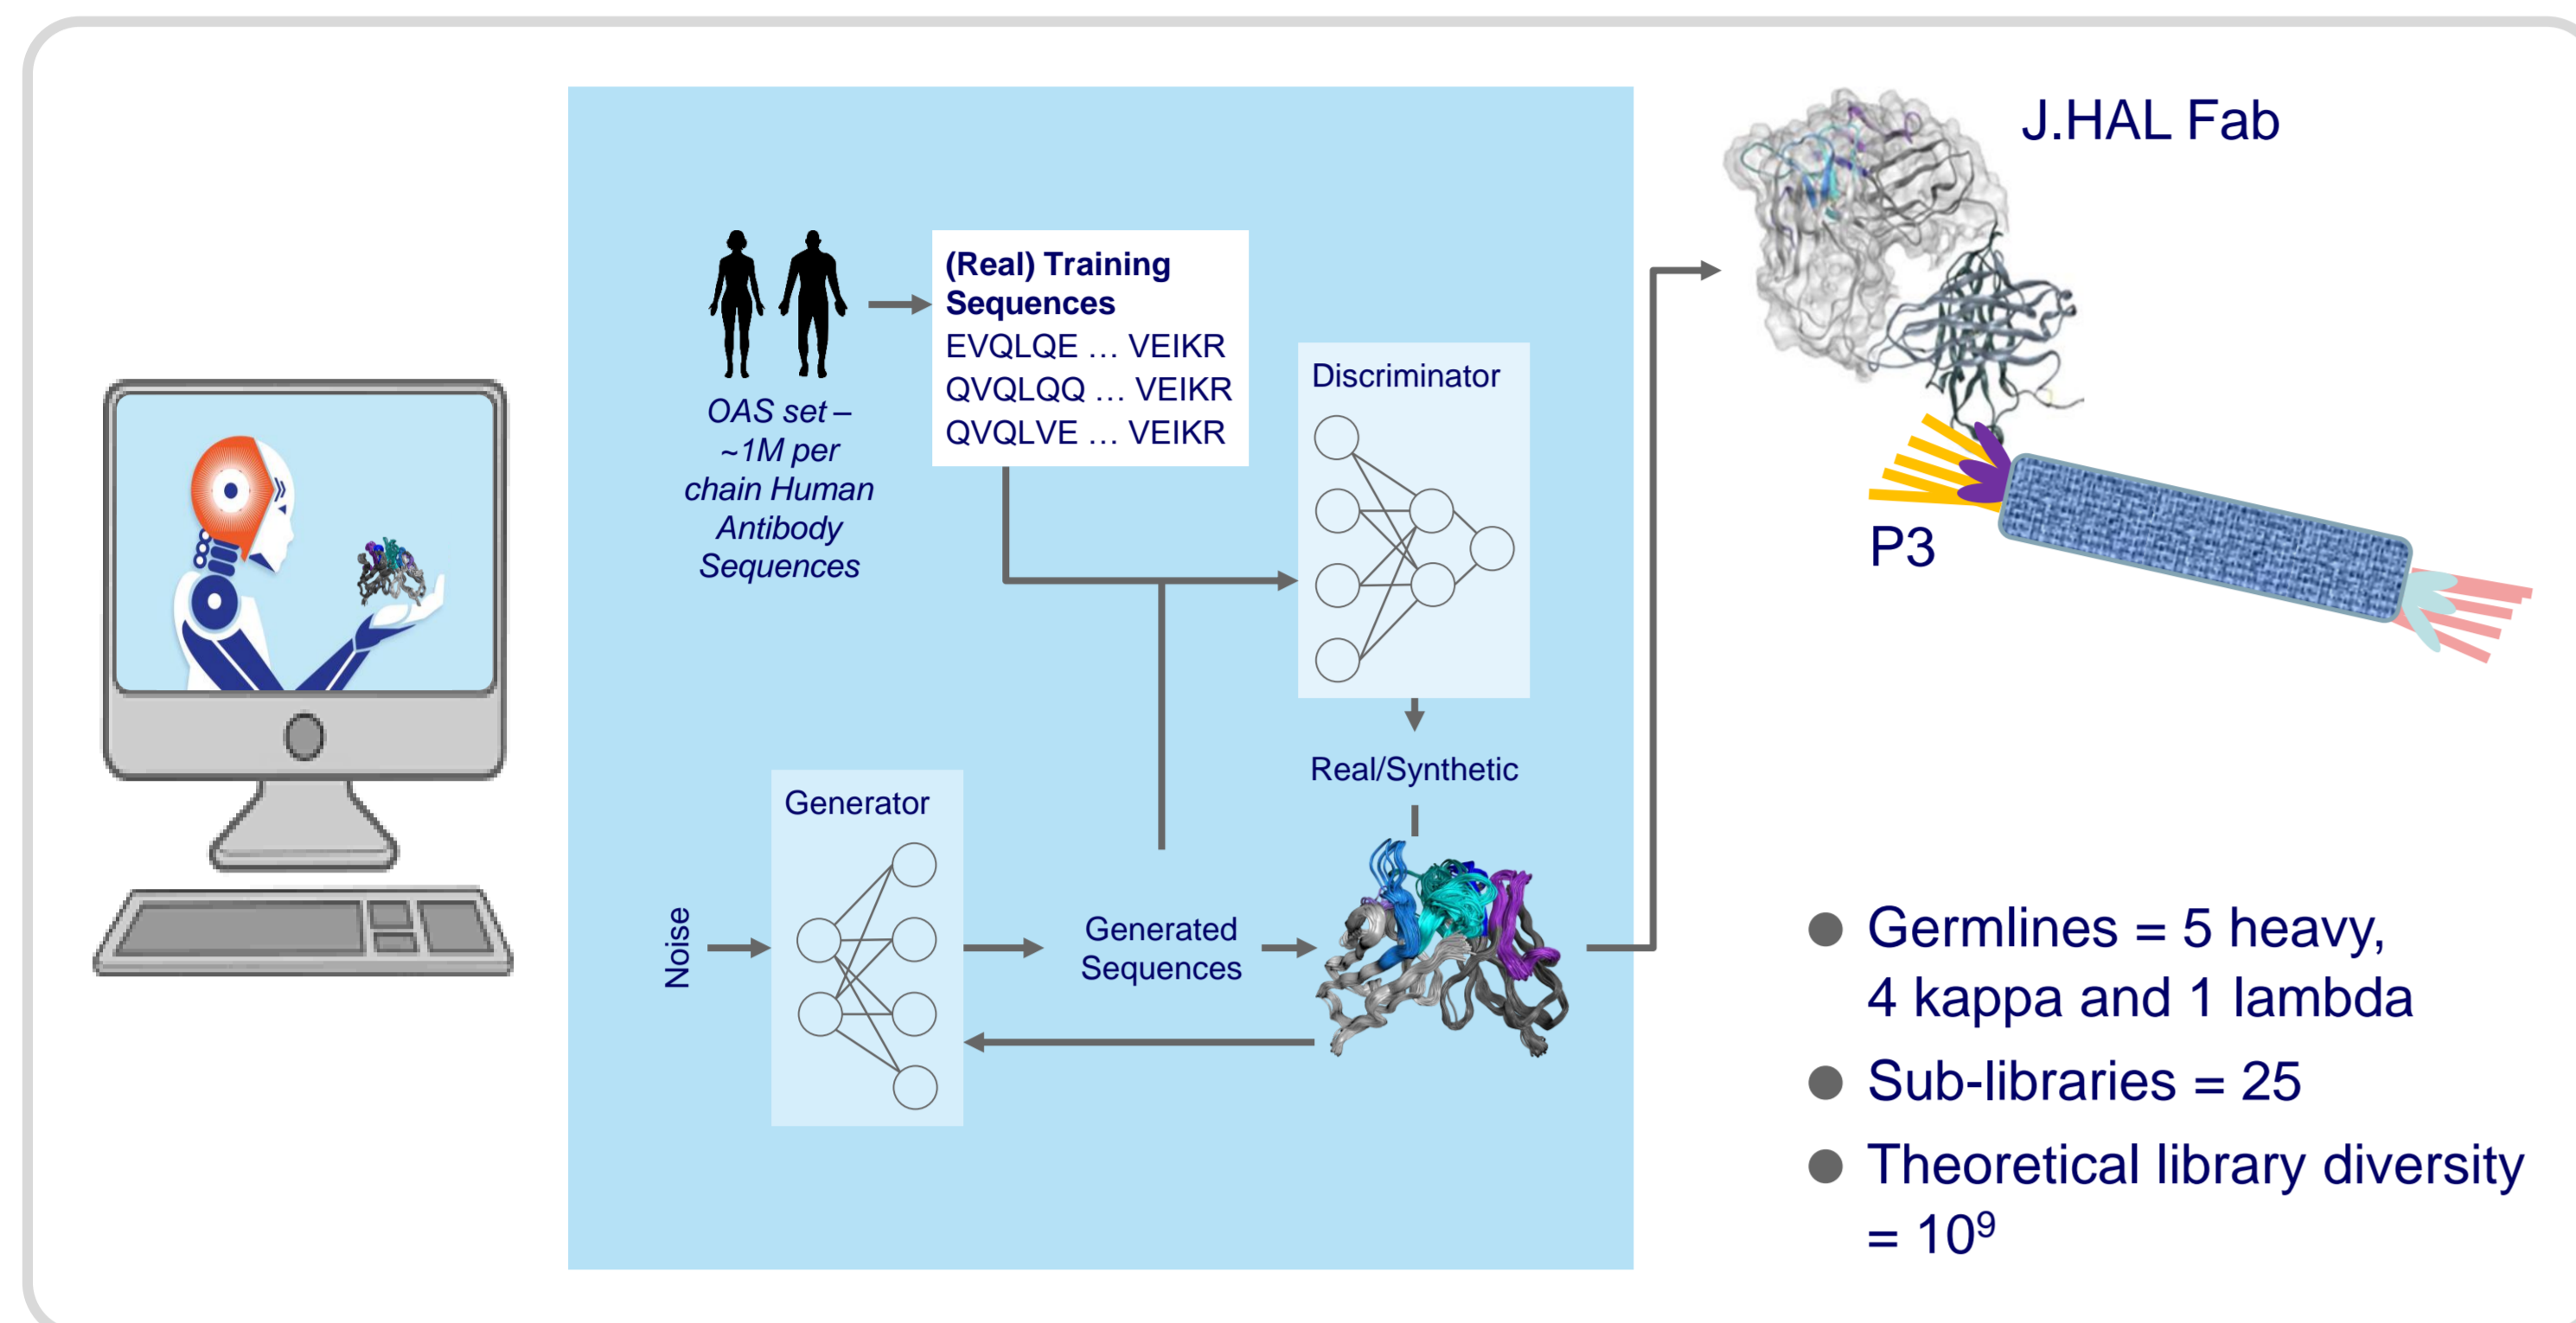 J.HAL Fab
(Real) Training
Sequences
EVQLQE … VEIKR
QVQLQQ … VEIKR
QVQLVE … VEIKR
OAS set –
~1M per
chain Human
Antibody
Sequences
Discriminator
P3
Real/Synthetic
Generator
Noise
Generated
Sequences
Germlines = 5 heavy,
4 kappa and 1 lambda
Sub-libraries = 25
Theoretical library diversity
= 10⁹